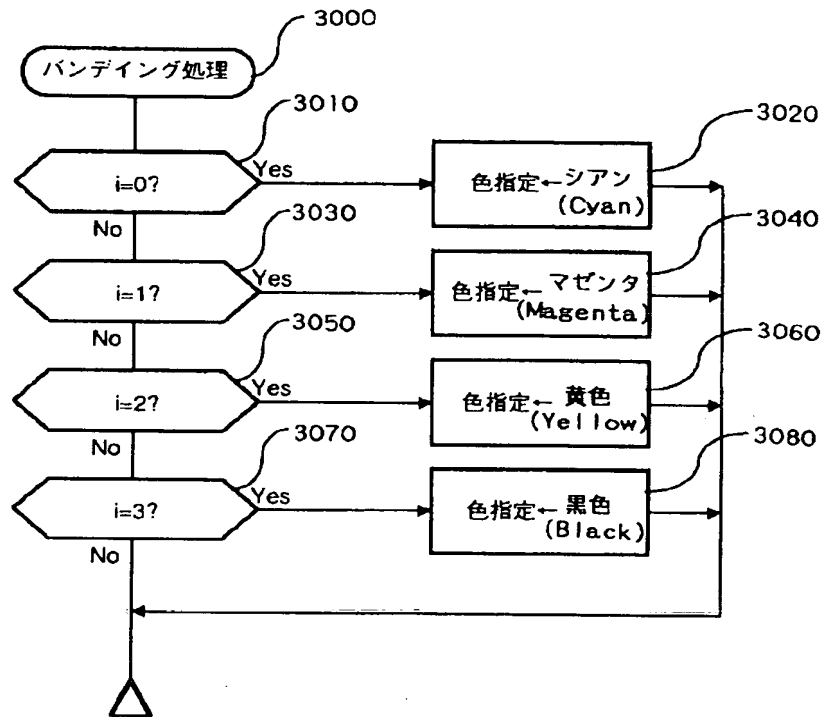 3000
バンデイング処理
3010
i=0?
Yes
No
3020
色指定←シアン
(Cyan)
3030
i=1?
Yes
No
3040
色指定←マゼンタ
(Magenta)
3050
i=2?
Yes
No
3060
色指定←黄色
(Yellow)
3070
i=3?
Yes
No
3080
色指定←黒色
(Black)